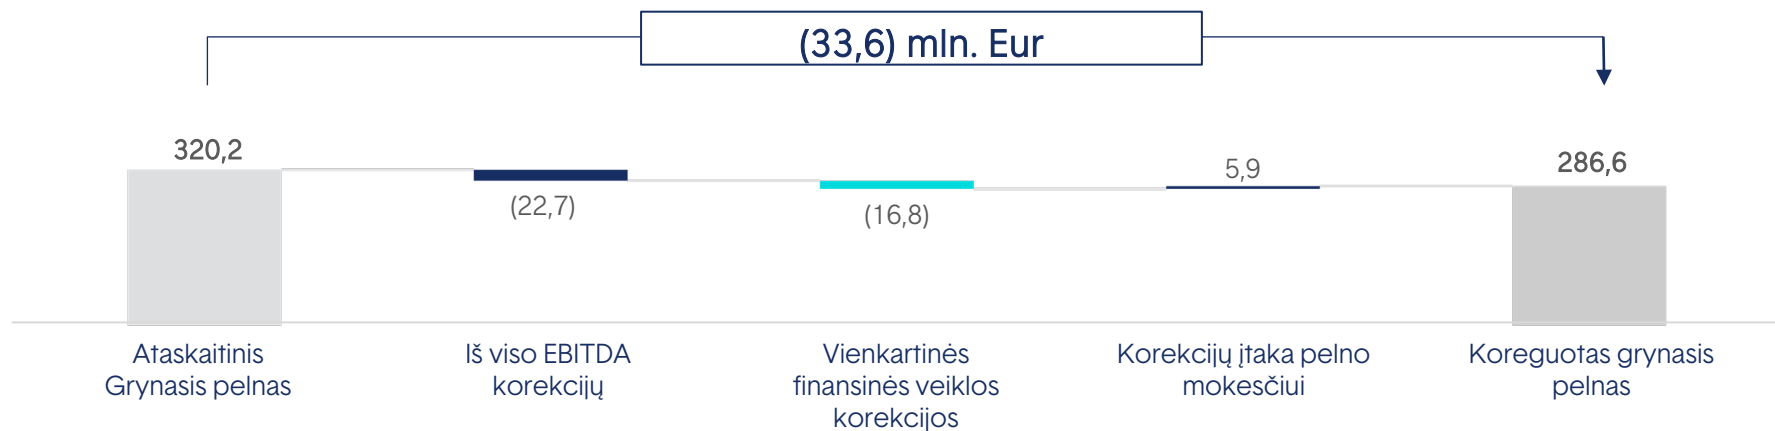 (33,6) mln. Eur
320,2
(22,7)
(16,8)
5,9
286,6
Ataskaitinis
Grynasis pelnas
Iš viso EBITDA
korekcijų
Vienkartinės
finansinės veiklos
korekcijos
Korekcijų įtaka pelno
mokesčiui
Koreguotas grynasis
pelnas